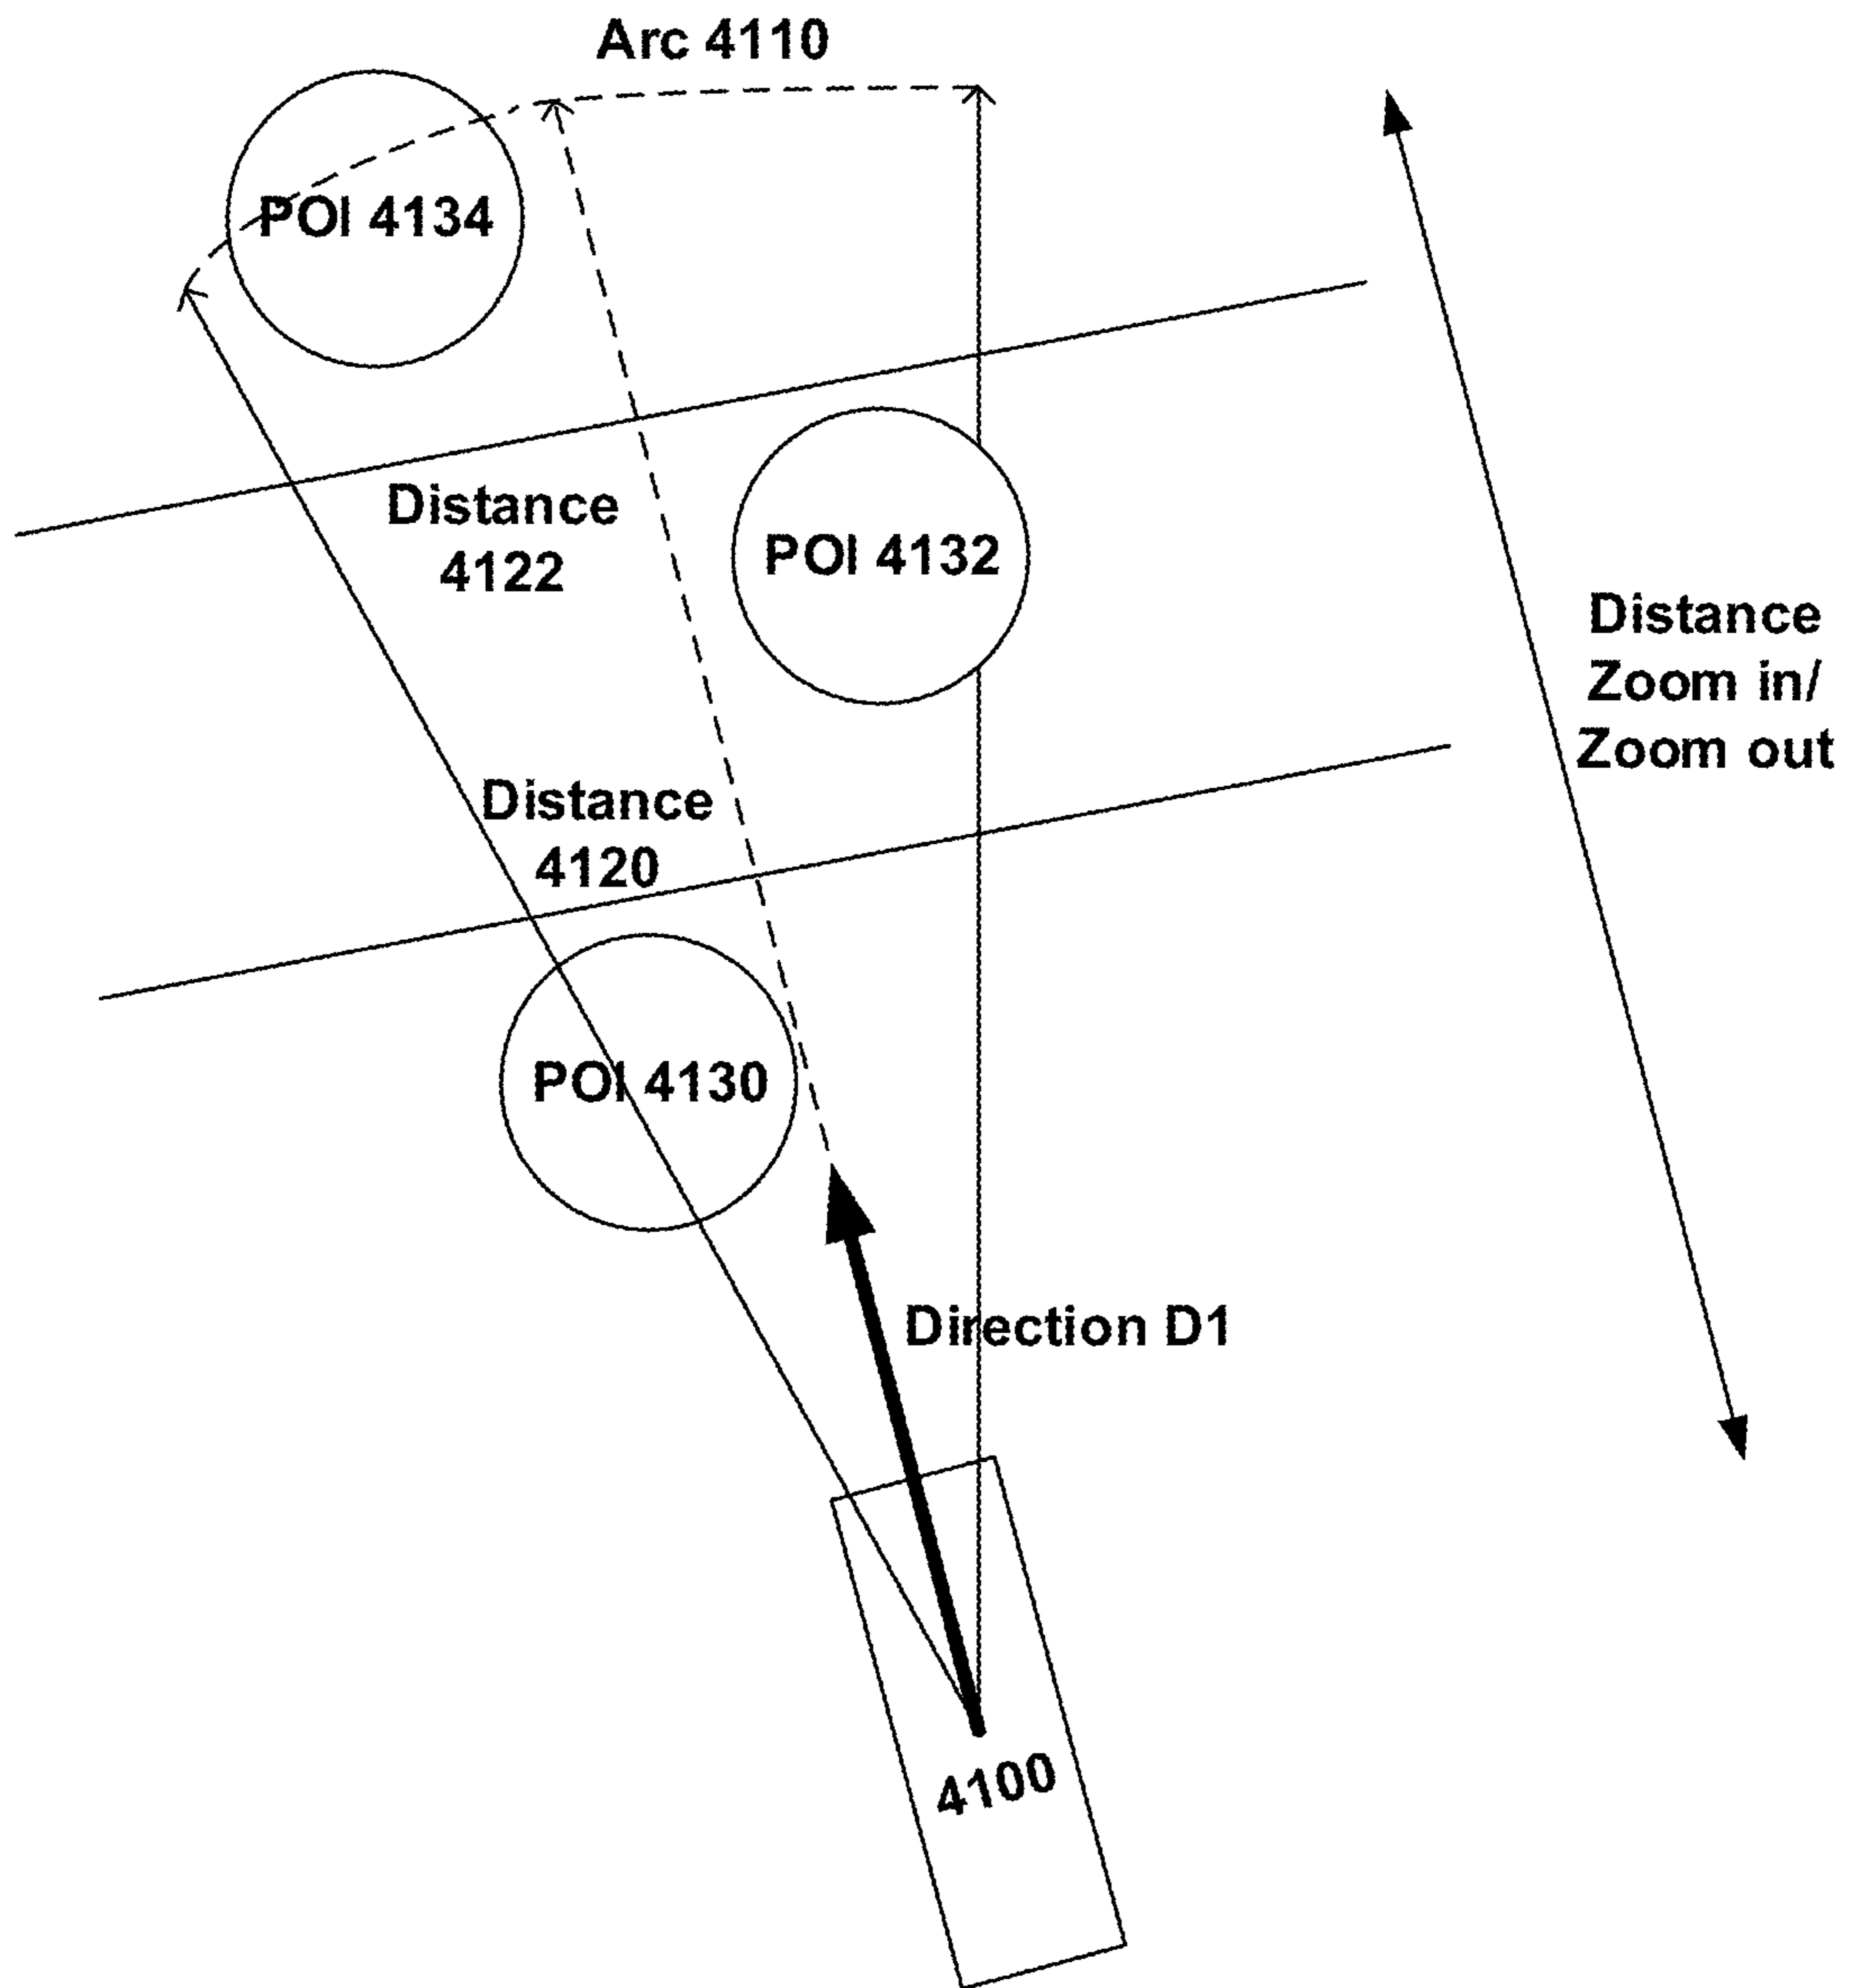 Arc 4110
POI 4134
Distance
4122
POI 4132
Distance
Zoom in/
Zoom out
Distance
4120
POI 4130
Direction D1
4100